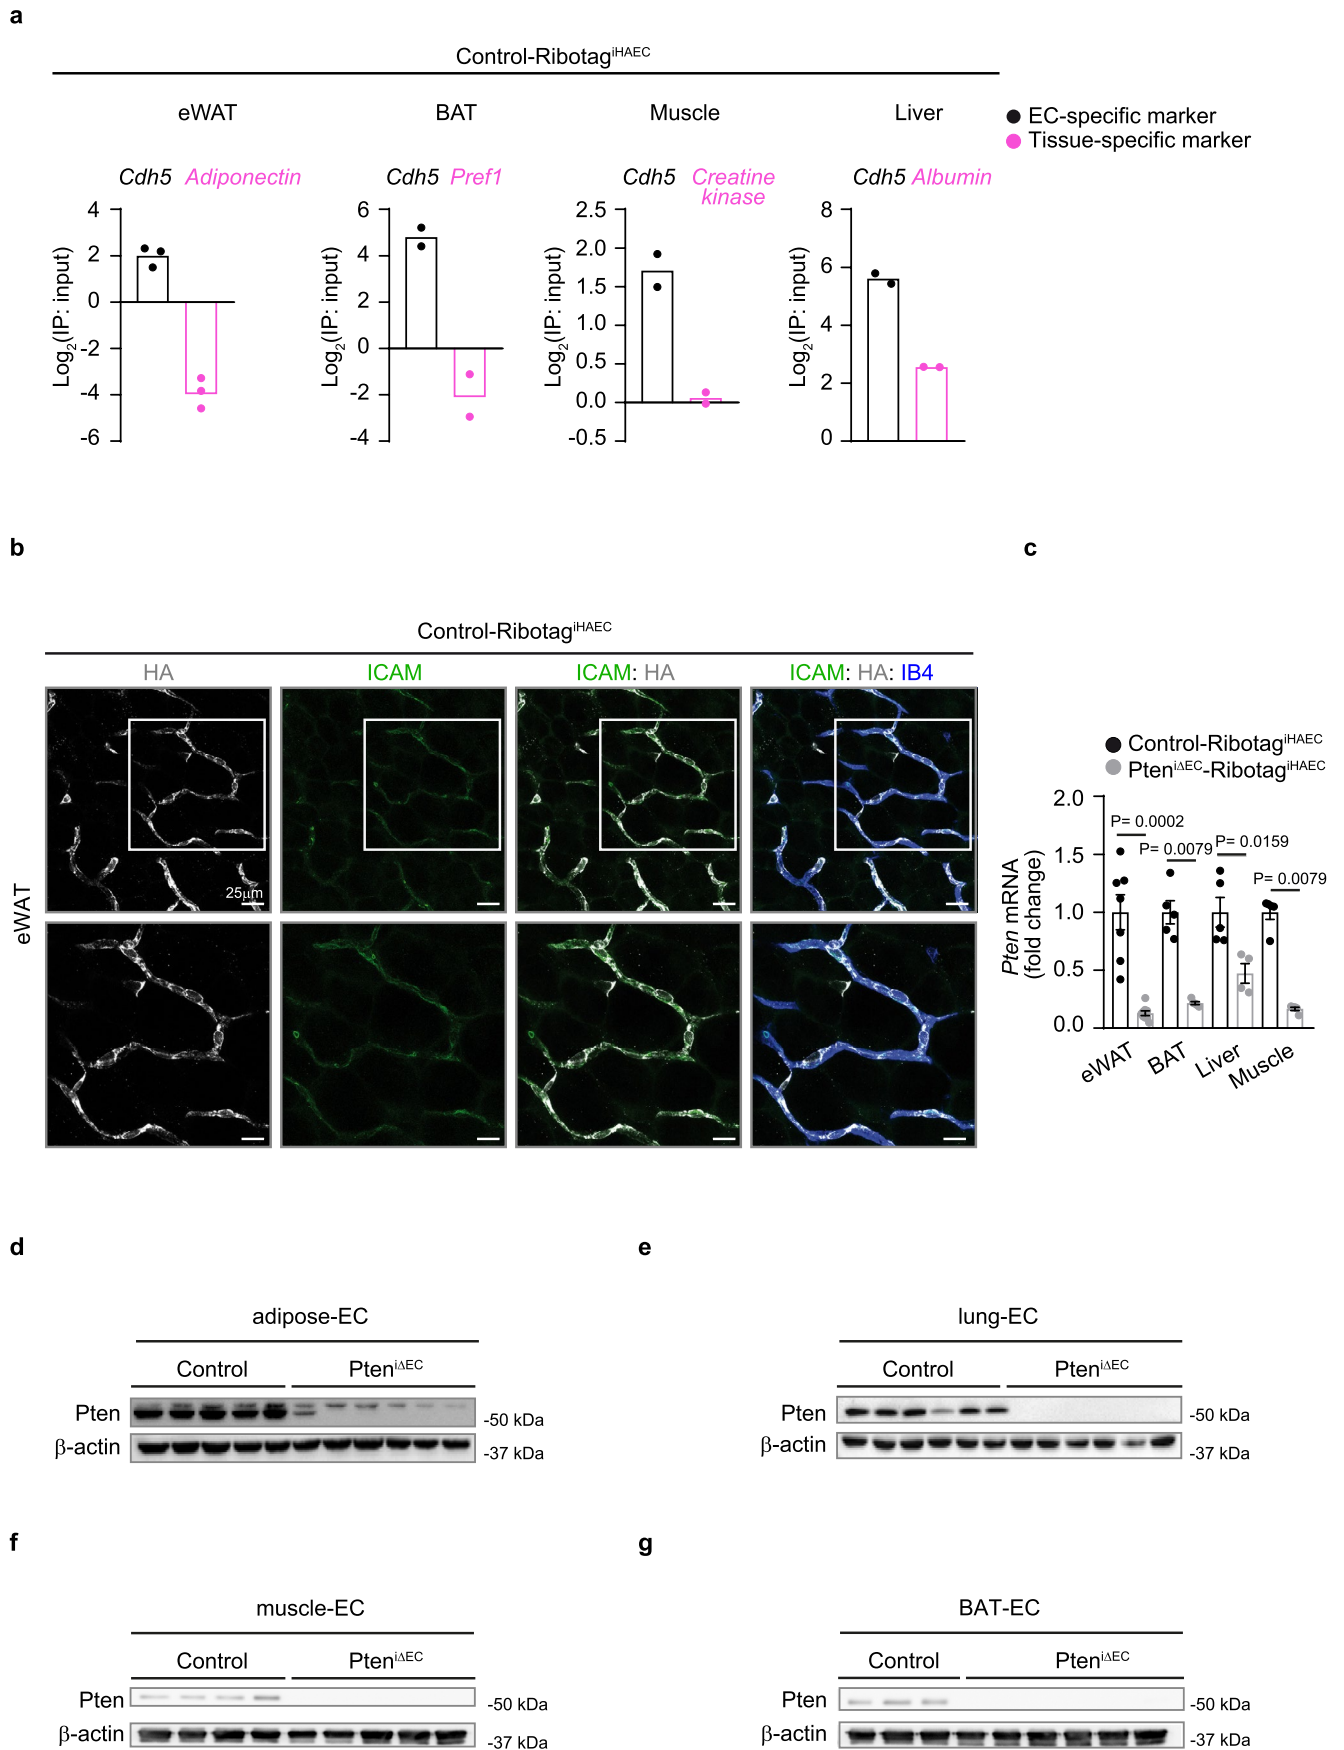 a
Control-Ribotag^iHAEC
eWAT BAT Muscle Liver
EC-specific marker
Tissue-specific marker
Cdh5 Adiponectin Cdh5 Pref1 Cdh5 Creatine kinase Cdh5 Albumin
Log₂(IP: input)
4
2
0
-2
-4
-6
Log₂(IP: input)
6
4
2
0
-2
-4
Log₂(IP: input)
2.5
2.0
1.5
1.0
0.5
0.0
-0.5
Log₂(IP: input)
8
6
4
2
0
b
Control-Ribotag^iHAEC
HA ICAM ICAM: HA ICAM: HA: IB4
25μm
eWAT
c
Control-Ribotag^iHAEC
Pten^iΔEC-Ribotag^iHAEC
Pten mRNA
(fold change)
2.0
1.5
1.0
0.5
0.0
P= 0.0002
P= 0.0079
P= 0.0159
P= 0.0079
eWAT BAT Liver Muscle
d
adipose-EC
Control Pten^iΔEC
Pten -50 kDa
β-actin -37 kDa
e
lung-EC
Control Pten^iΔEC
Pten -50 kDa
β-actin -37 kDa
f
muscle-EC
Control Pten^iΔEC
Pten -50 kDa
β-actin -37 kDa
g
BAT-EC
Control Pten^iΔEC
Pten -50 kDa
β-actin -37 kDa